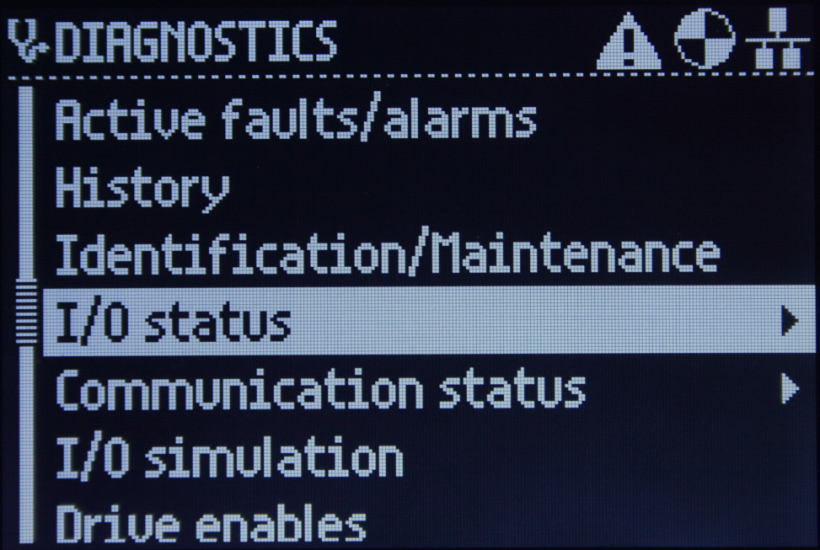 DIAGNOSTICS
Active faults/alarms
History
Identification/Maintenance
I/O status
Communication status
I/O simulation
Drive enables